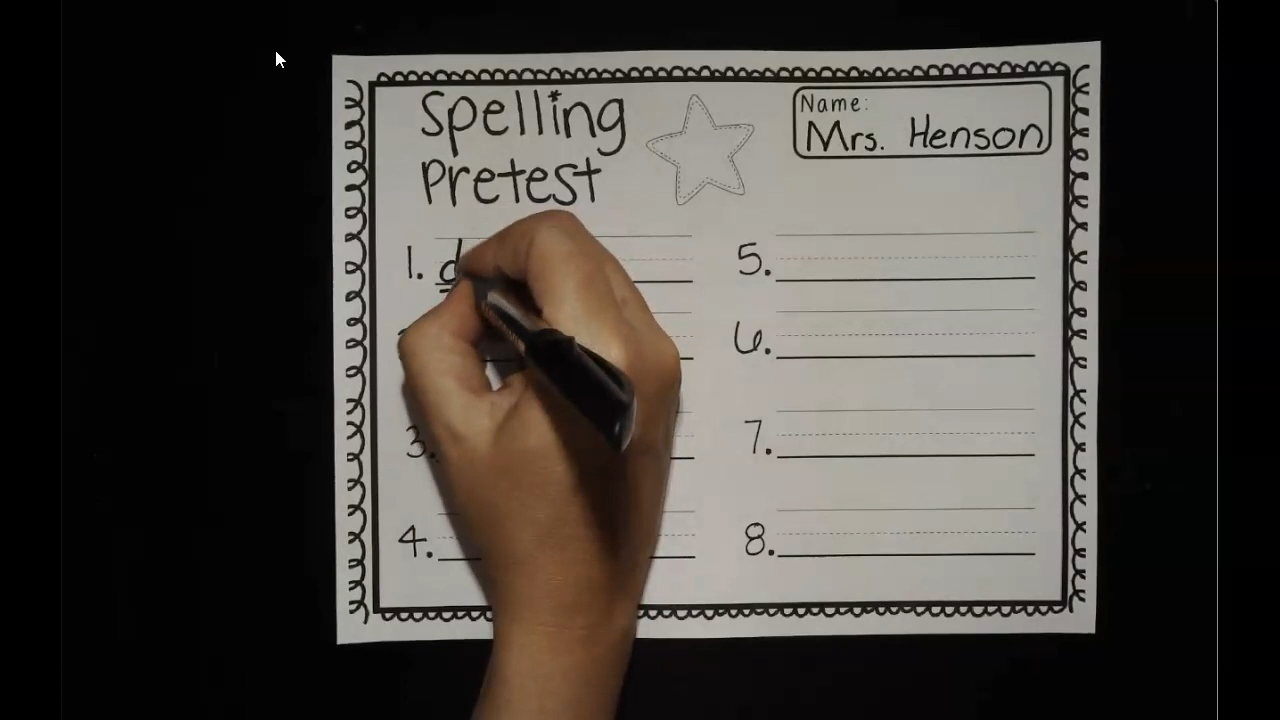 Spelling
Pretest
Name:
Mrs. Henson
1. d
3.
4.
5.
6.
7.
8.